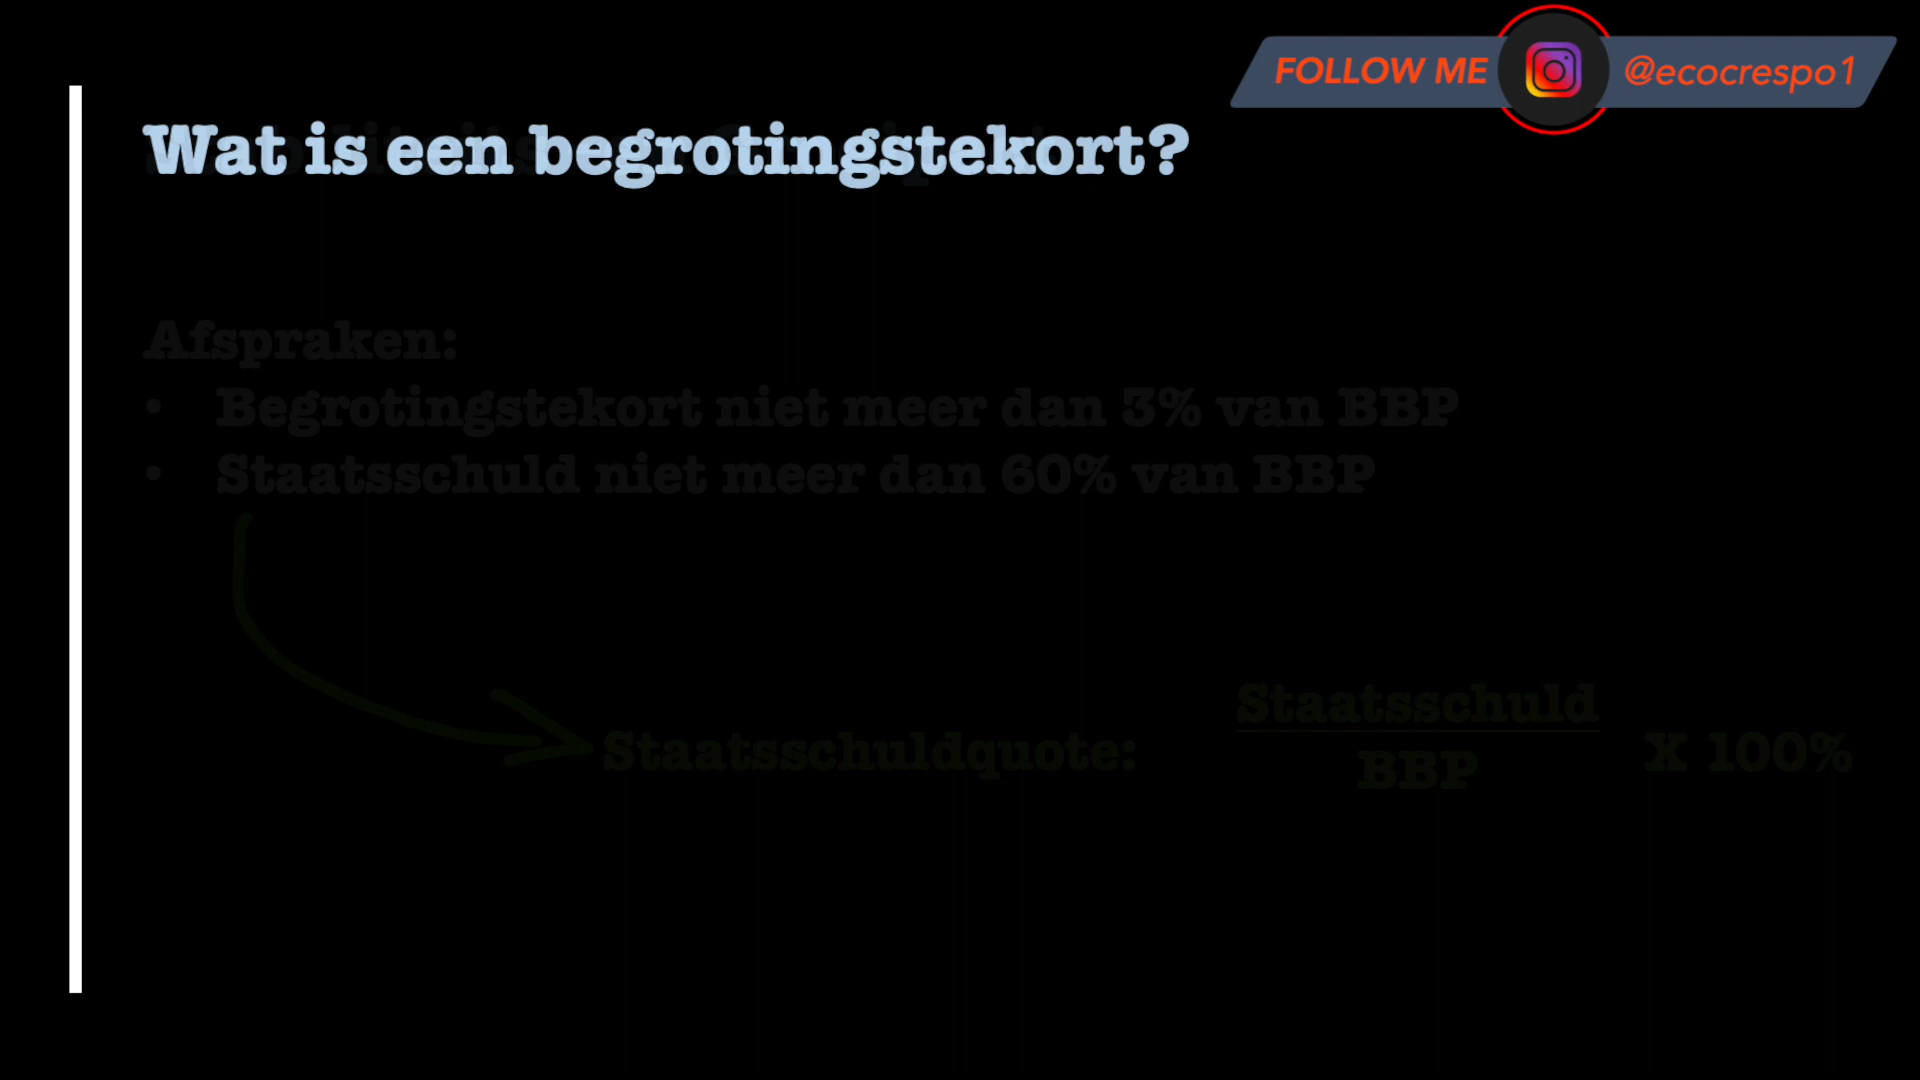 FOLLOW ME @ecocrespo1
Wat is een begrotingstekort?
Afspraken:
• Begrotingstekort niet meer dan 3% van BBP
• Staatsschuld niet meer dan 60% van BBP
Staatsschuld
Staatsschuldquote: X 100%
BBP